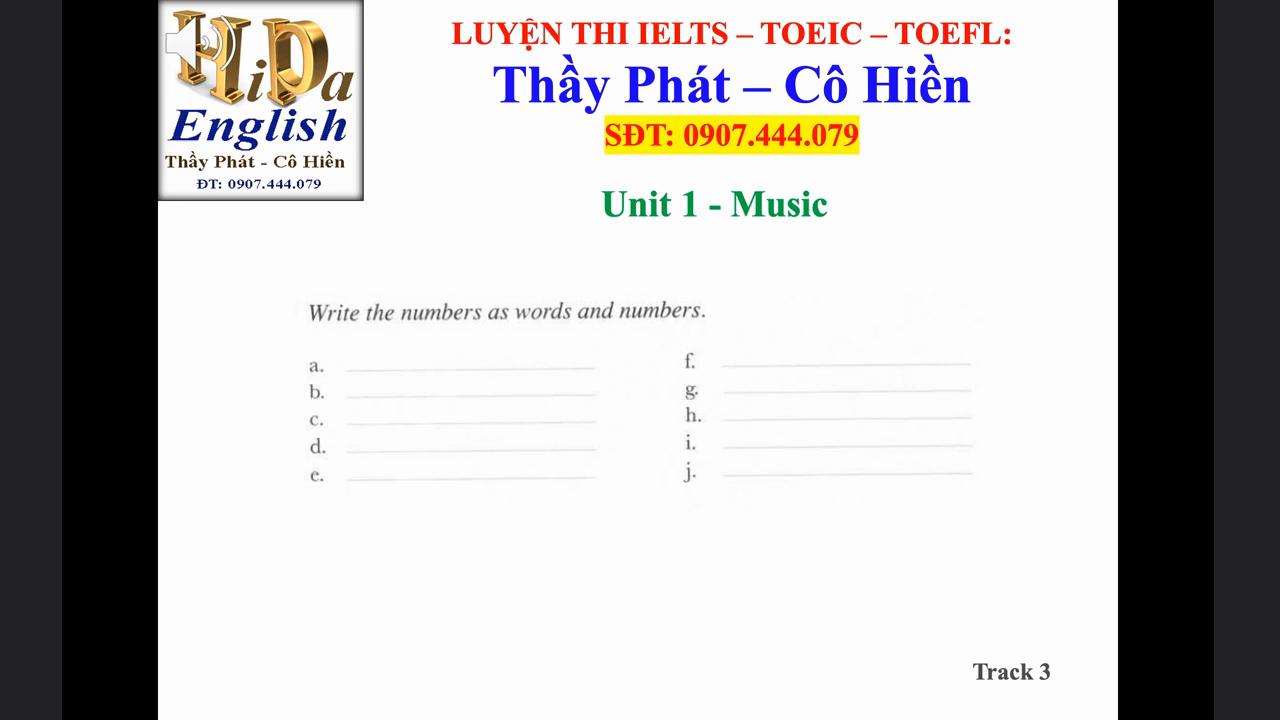 HiPa
English
Thầy Phát - Cô Hiền
ĐT: 0907.444.079
LUYỆN THI IELTS – TOEIC – TOEFL:
Thầy Phát – Cô Hiền
SĐT: 0907.444.079
Unit 1 - Music
Write the numbers as words and numbers.
a.
b.
c.
d.
e.
f.
g.
h.
i.
j.
Track 3